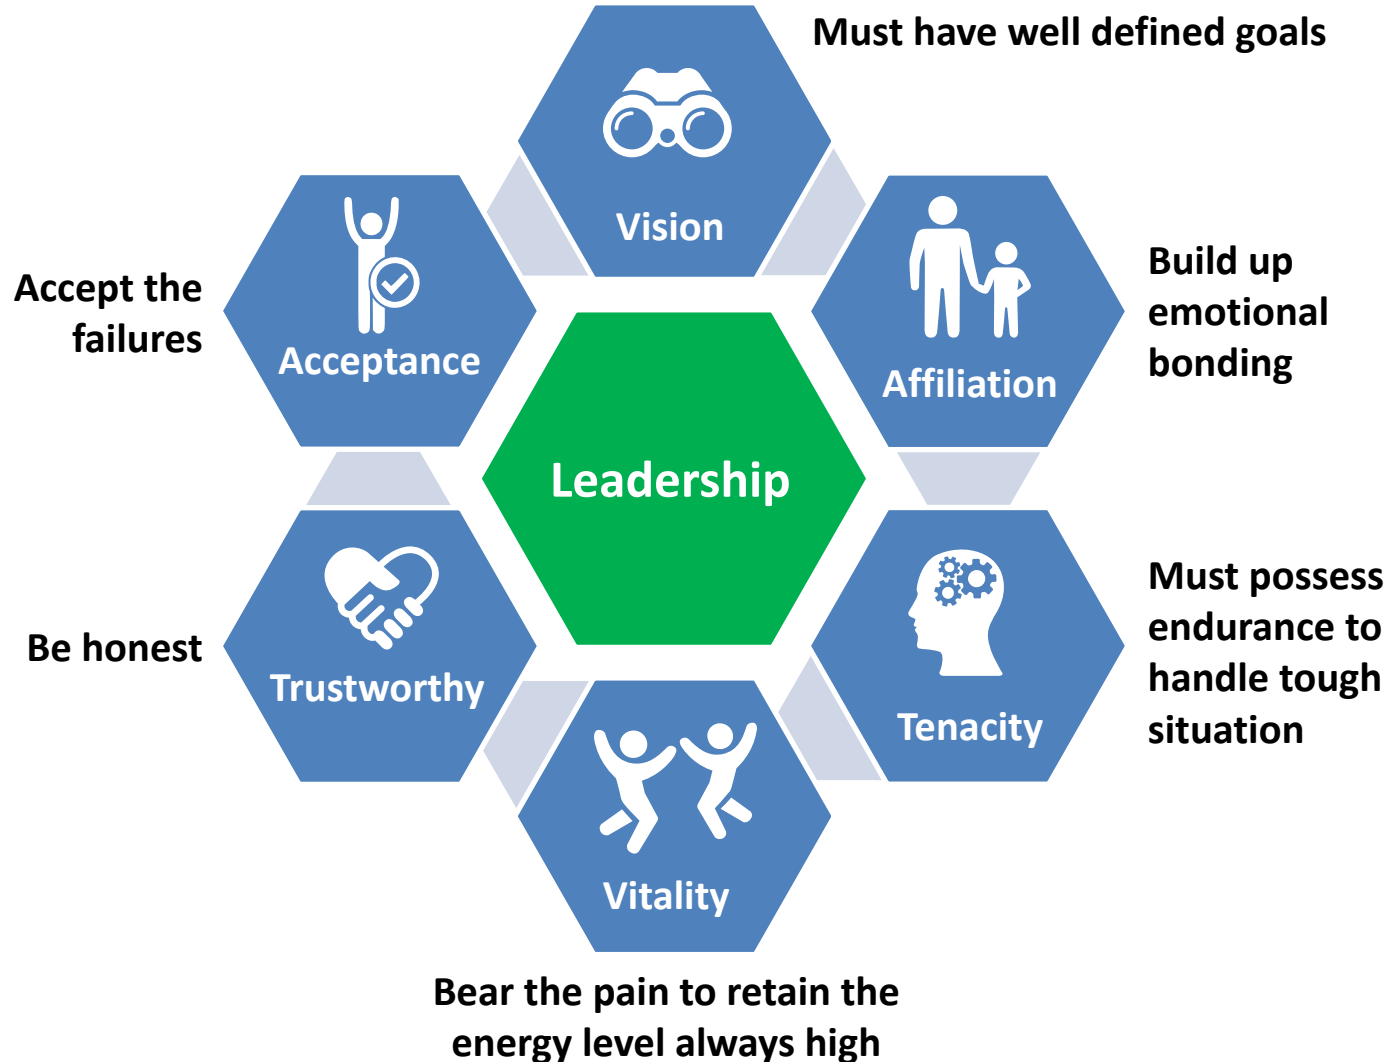 Must have well defined goals
Vision
Build up
emotional
bonding
Affiliation
Accept the
failures
Acceptance
Leadership
Must possess
endurance to
handle tough
situation
Tenacity
Be honest
Trustworthy
Vitality
Bear the pain to retain the
energy level always high